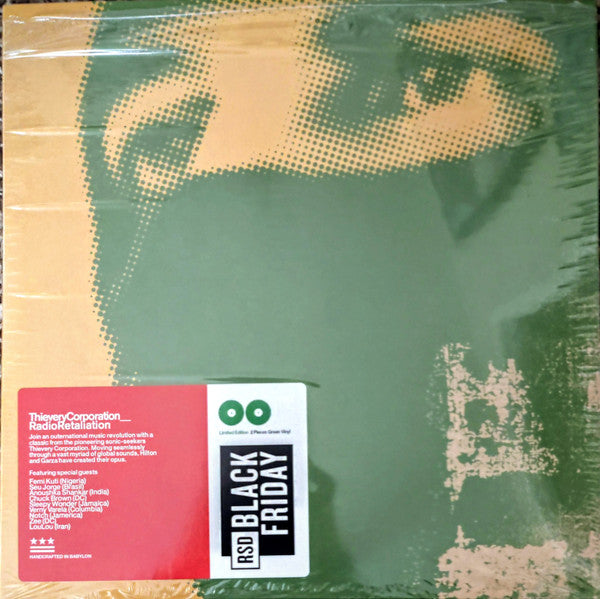 ThieveryCorporation__
RadioRetaliation
Join an outernational music revolution with a
classic from the pioneering sonic-seekers
Thievery Corporation. Moving seamlessly
through a vast myriad of global sounds, Hilton
and Garza have created their opus.
Featuring special guests
Femi Kuti (Nigeria)
Seu Jorge (Brasil)
Anoushka Shankar (India)
Chuck Brown (DC)
Sleepy Wonder (Jamaica)
Verny Varela (Columbia)
Notch (Jamerica)
Zee (DC)
LouLou (Iran)
HANDCRAFTED IN BABYLON
Limited Edition 2 Pieces Green Vinyl
RSD BLACK
FRIDAY